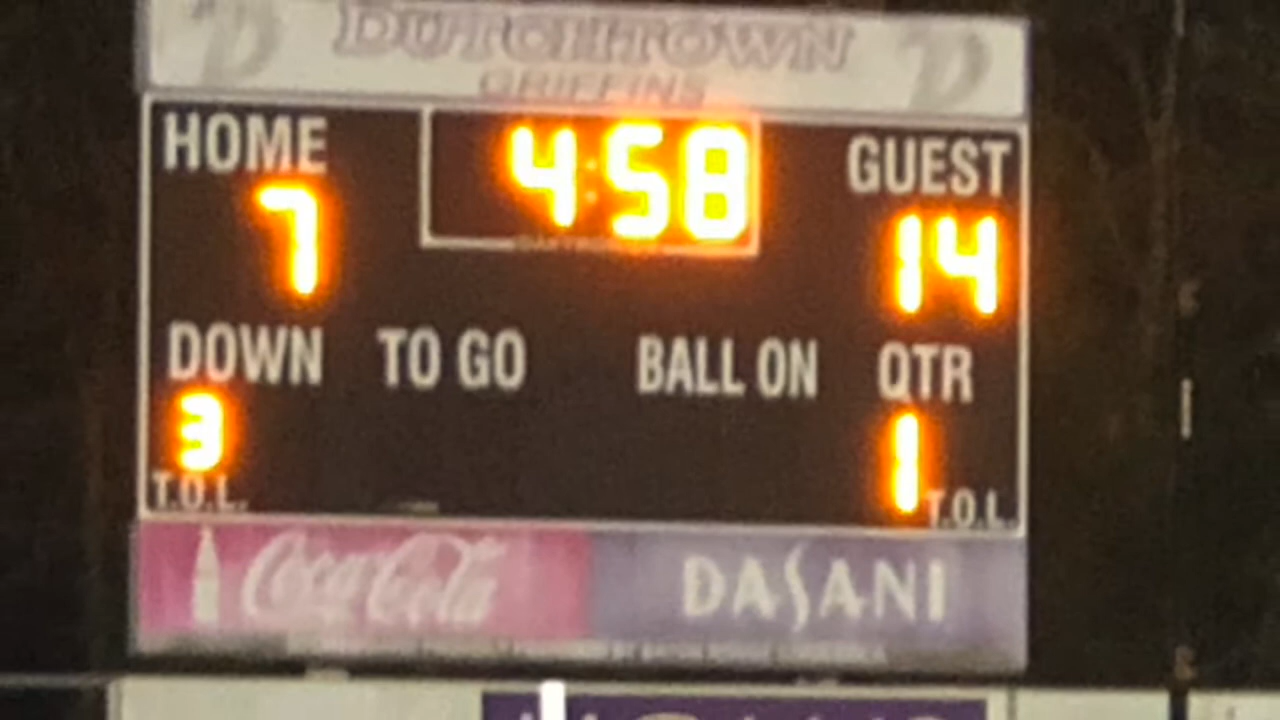 DUTCHTOWN
GRIFFINS
HOME 4:58 GUEST
7 14
DOWN TO GO BALL ON QTR
3 1
T.O.L. T.O.L.
Coca-Cola DASANI